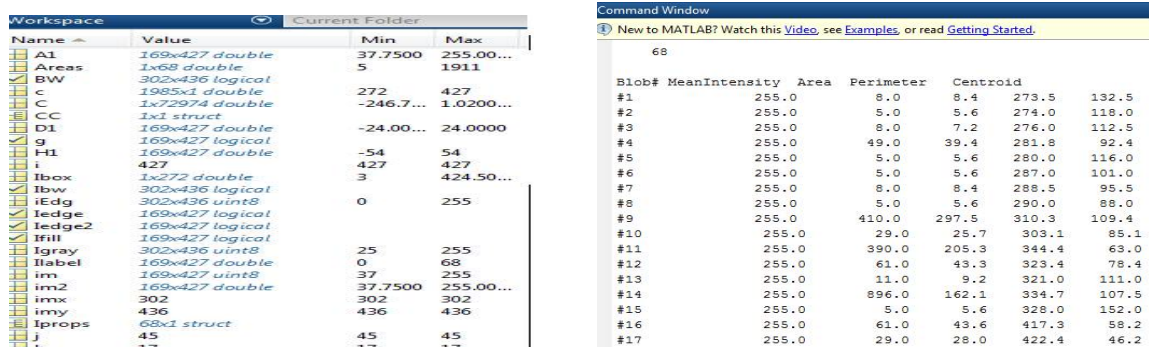 Workspace
Current Folder
Name Value Min Max
A1 169x427 double 37.7500 255.00...
Areas 1x68 double 5 1911
BW 302x436 logical
c 1985x1 double 272 427
C 1x72974 double -246.7... 1.0200...
CC 1x1 struct
D1 169x427 double -24.00... 24.0000
g 169x427 logical
H1 169x427 double -54 54
i 427 427 427
Ibox 1x272 double 3 424.50...
Ibw 302x436 logical
iEdg 302x436 uint8 0 255
Iedge 169x427 logical
Iedge2 169x427 logical
Ifill 169x427 logical
Igray 302x436 uint8 25 255
Ilabel 169x427 double 0 68
im 169x427 uint8 37 255
im2 169x427 double 37.7500 255.00...
imx 302 302 302
imy 436 436 436
Iprops 68x1 struct
j 45 45 45
Command Window
New to MATLAB? Watch this Video, see Examples, or read Getting Started.
68
Blob# MeanIntensity Area Perimeter Centroid
#1 255.0 8.0 8.4 273.5 132.5
#2 255.0 5.0 5.6 274.0 118.0
#3 255.0 8.0 7.2 276.0 112.5
#4 255.0 49.0 39.4 281.8 92.4
#5 255.0 5.0 5.6 280.0 116.0
#6 255.0 5.0 5.6 287.0 101.0
#7 255.0 8.0 8.4 288.5 95.5
#8 255.0 5.0 5.6 290.0 88.0
#9 255.0 410.0 297.5 310.3 109.4
#10 255.0 29.0 25.7 303.1 85.1
#11 255.0 390.0 205.3 344.4 63.0
#12 255.0 61.0 43.3 323.4 78.4
#13 255.0 11.0 9.2 321.0 111.0
#14 255.0 896.0 162.1 334.7 107.5
#15 255.0 5.0 5.6 328.0 152.0
#16 255.0 61.0 43.6 417.3 58.2
#17 255.0 29.0 28.0 422.4 46.2